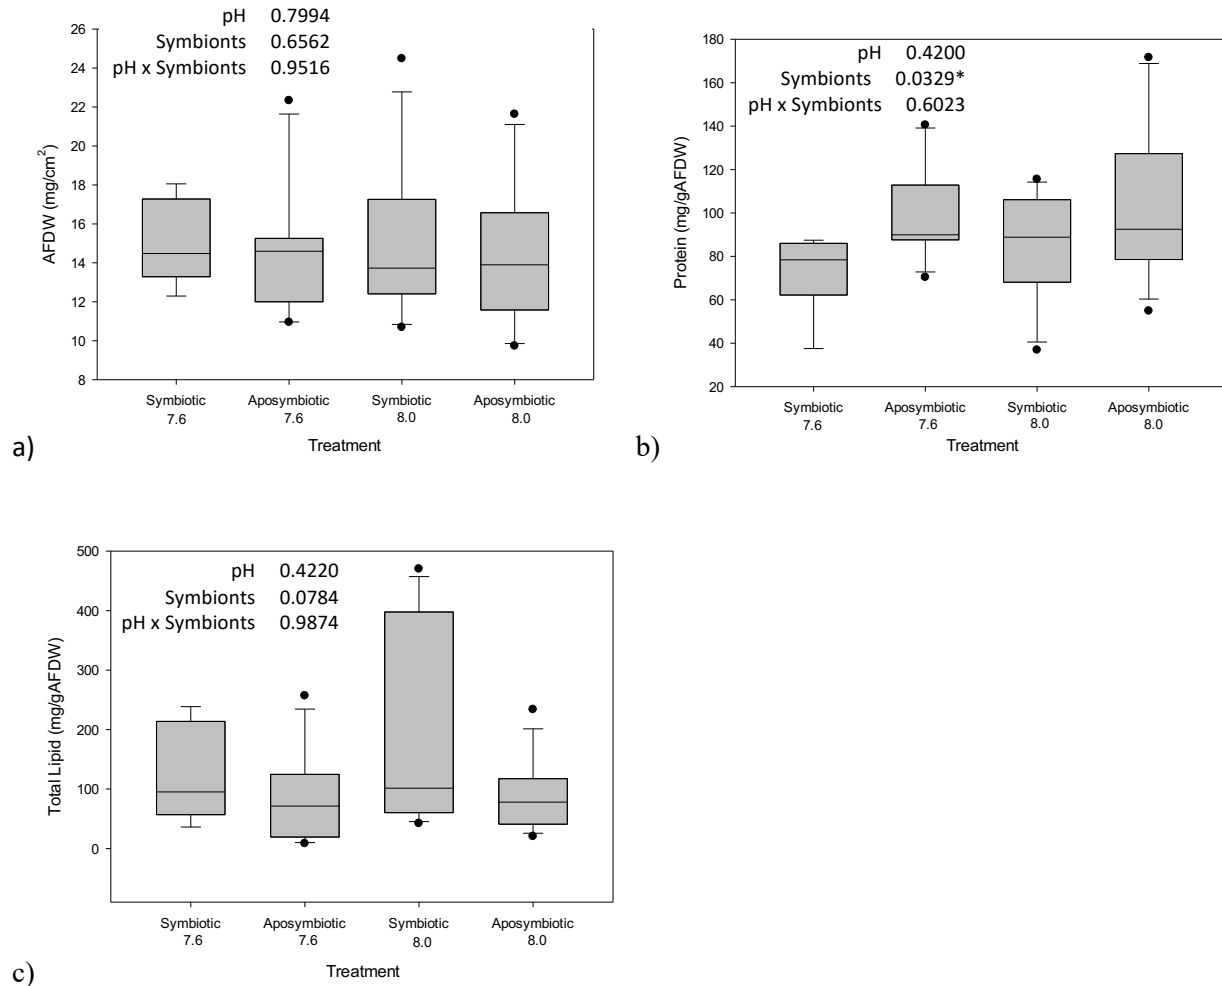 pH 0.7994
Symbionts 0.6562
pH x Symbionts 0.9516
26
24
22
20
18
16
14
12
10
8
AFDW (mg/cm²)
Symbiotic Aposymbiotic Symbiotic Aposymbiotic
7.6 7.6 8.0 8.0
Treatment
a)
pH 0.4200
Symbionts 0.0329*
pH x Symbionts 0.6023
180
160
140
120
100
80
60
40
20
Protein (mg/gAFDW)
Symbiotic Aposymbiotic Symbiotic Aposymbiotic
7.6 7.6 8.0 8.0
Treatment
b)
pH 0.4220
Symbionts 0.0784
pH x Symbionts 0.9874
500
400
300
200
100
0
Total Lipid (mg/gAFDW)
Symbiotic Aposymbiotic Symbiotic Aposymbiotic
7.6 7.6 8.0 8.0
Treatment
c)